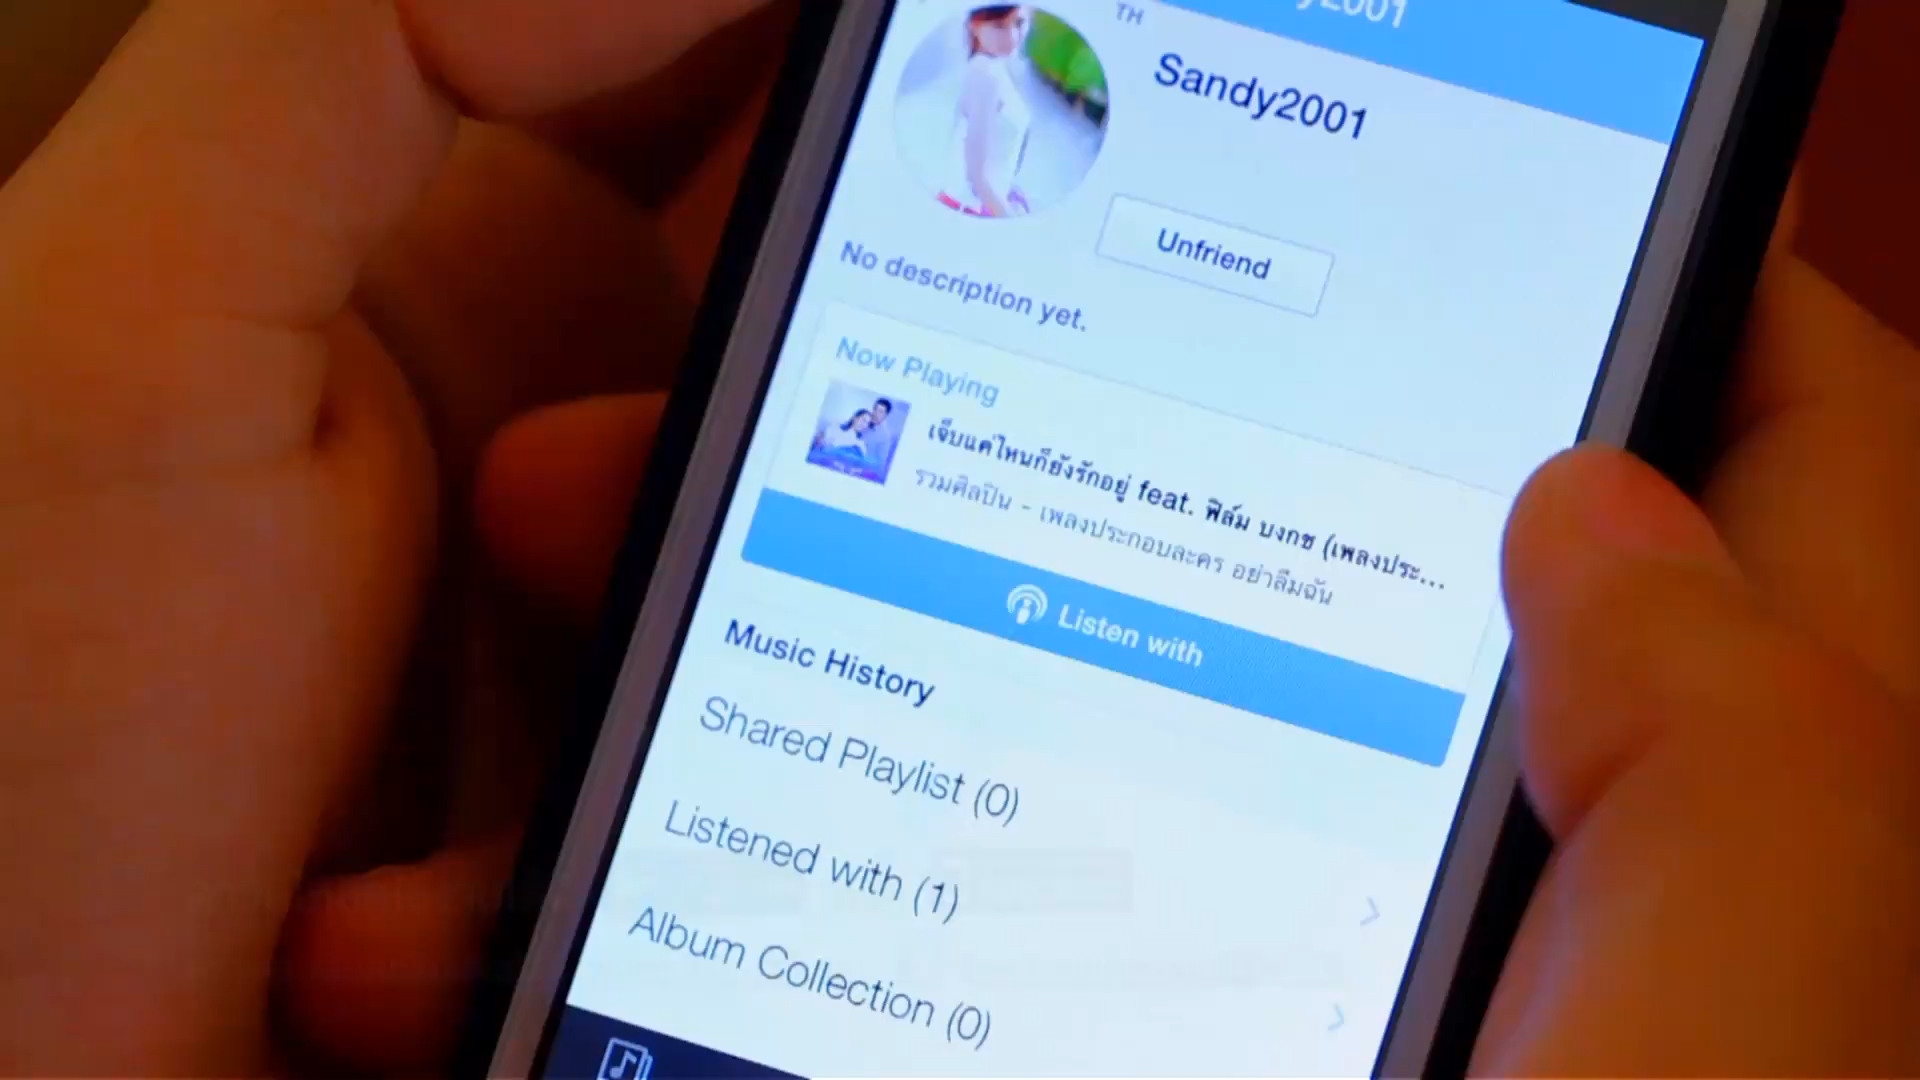 TH
Sandy2001
Unfriend
No description yet.
Now Playing
เจ็บแค่ไหนก็ยังรักอยู่ feat. ฟิล์ม บงกช (เพลงประ...
รวมศิลปิน - เพลงประกอบละคร อย่าลืมฉัน
Listen with
Music History
Shared Playlist (0)
Listened with (1)
Album Collection (0)